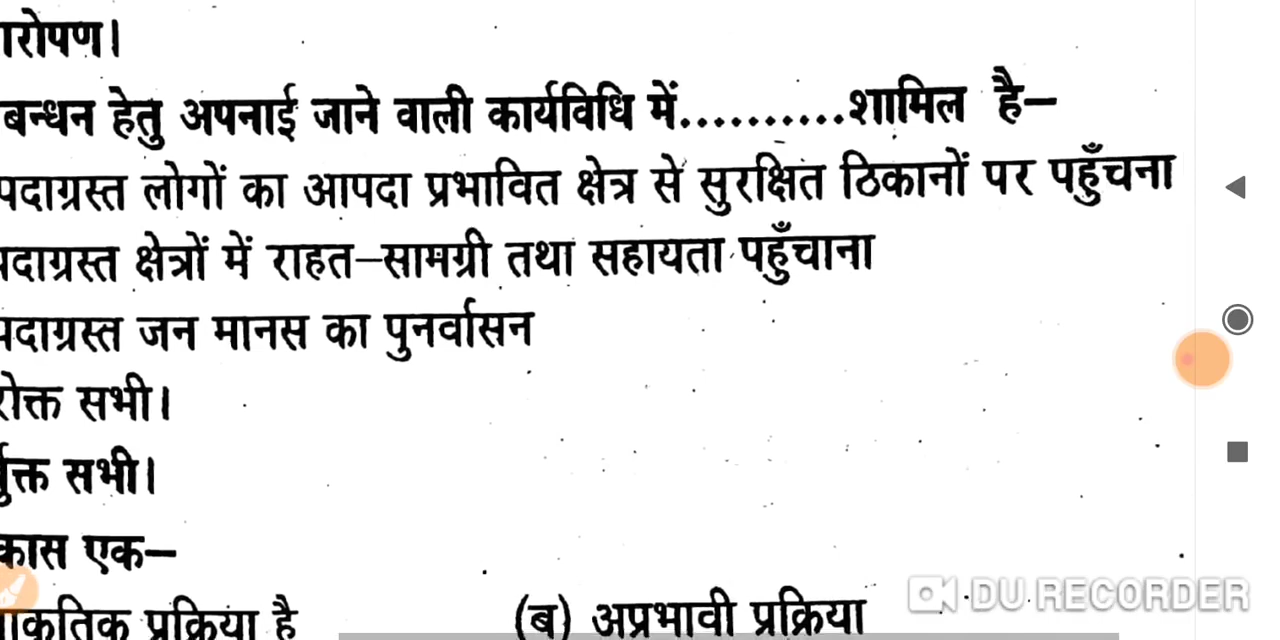 ारोपण।
बन्धन हेतु अपनाई जाने वाली कार्यविधि में..........शामिल है–
पदाग्रस्त लोगों का आपदा प्रभावित क्षेत्र से सुरक्षित ठिकानों पर पहुँचना
पदाग्रस्त क्षेत्रों में राहत–सामग्री तथा सहायता पहुँचाना
पदाग्रस्त जन मानस का पुनर्वासन
रोक्त सभी।
र्युक्त सभी।
कास एक–
ाकृतिक प्रक्रिया है (ब) अप्रभावी प्रक्रिया
DU RECORDER